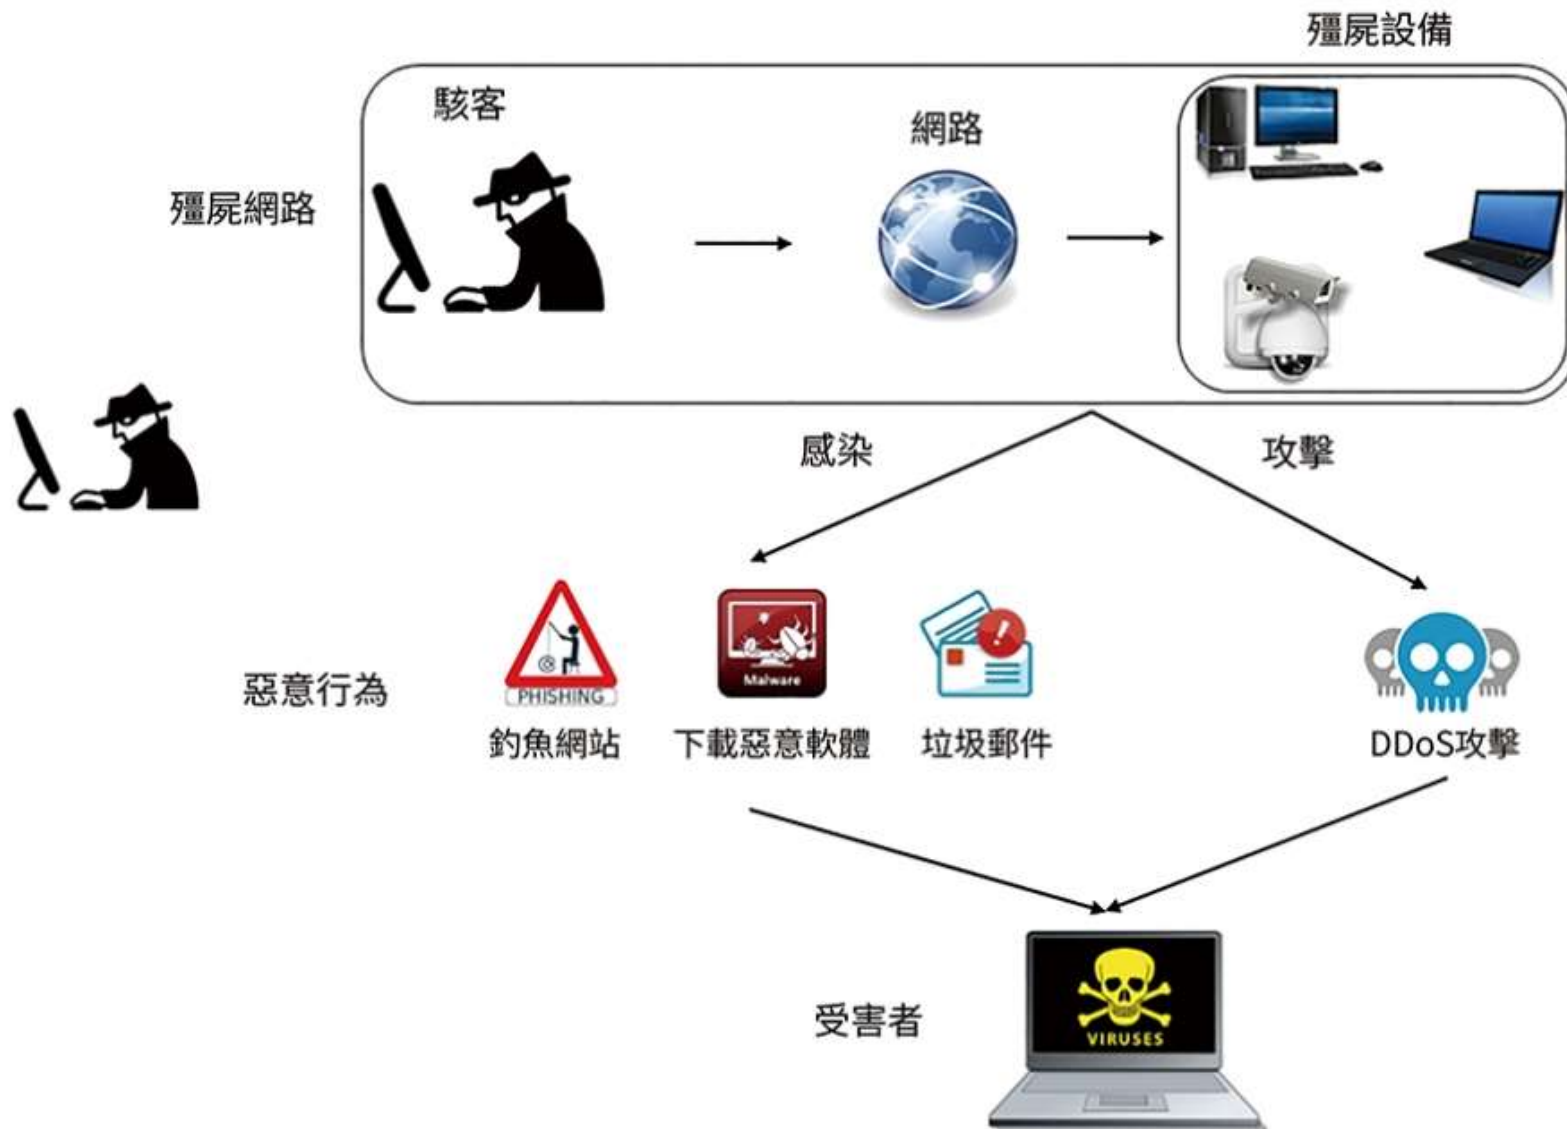 殭屍設備
駭客
網路
殭屍網路
感染
攻擊
PHISHING
Malware
惡意行為
釣魚網站
下載惡意軟體
垃圾郵件
DDoS攻擊
受害者
VIRUSES